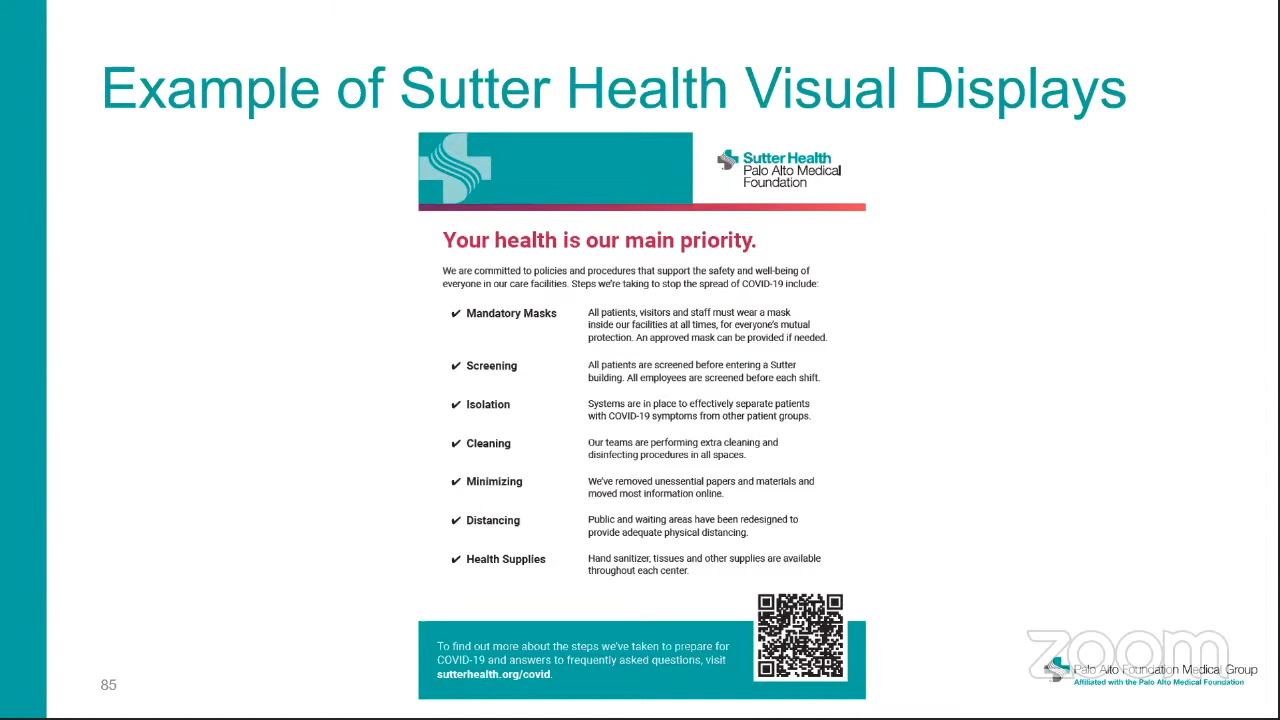 Example of Sutter Health Visual Displays
Sutter Health
Palo Alto Medical
Foundation
Your health is our main priority.
We are committed to policies and procedures that support the safety and well-being of
everyone in our care facilities. Steps we're taking to stop the spread of COVID-19 include:
✔ Mandatory Masks
All patients, visitors and staff must wear a mask
inside our facilities at all times, for everyone's mutual
protection. An approved mask can be provided if needed.
✔ Screening
All patients are screened before entering a Sutter
building. All employees are screened before each shift.
✔ Isolation
Systems are in place to effectively separate patients
with COVID-19 symptoms from other patient groups.
✔ Cleaning
Our teams are performing extra cleaning and
disinfecting procedures in all spaces.
✔ Minimizing
We've removed unessential papers and materials and
moved most information online.
✔ Distancing
Public and waiting areas have been redesigned to
provide adequate physical distancing.
✔ Health Supplies
Hand sanitizer, tissues and other supplies are available
throughout each center.
To find out more about the steps we've taken to prepare for
COVID-19 and answers to frequently asked questions, visit
sutterhealth.org/covid.
85
zoom
Palo Alto Foundation Medical Group
Affiliated with the Palo Alto Medical Foundation